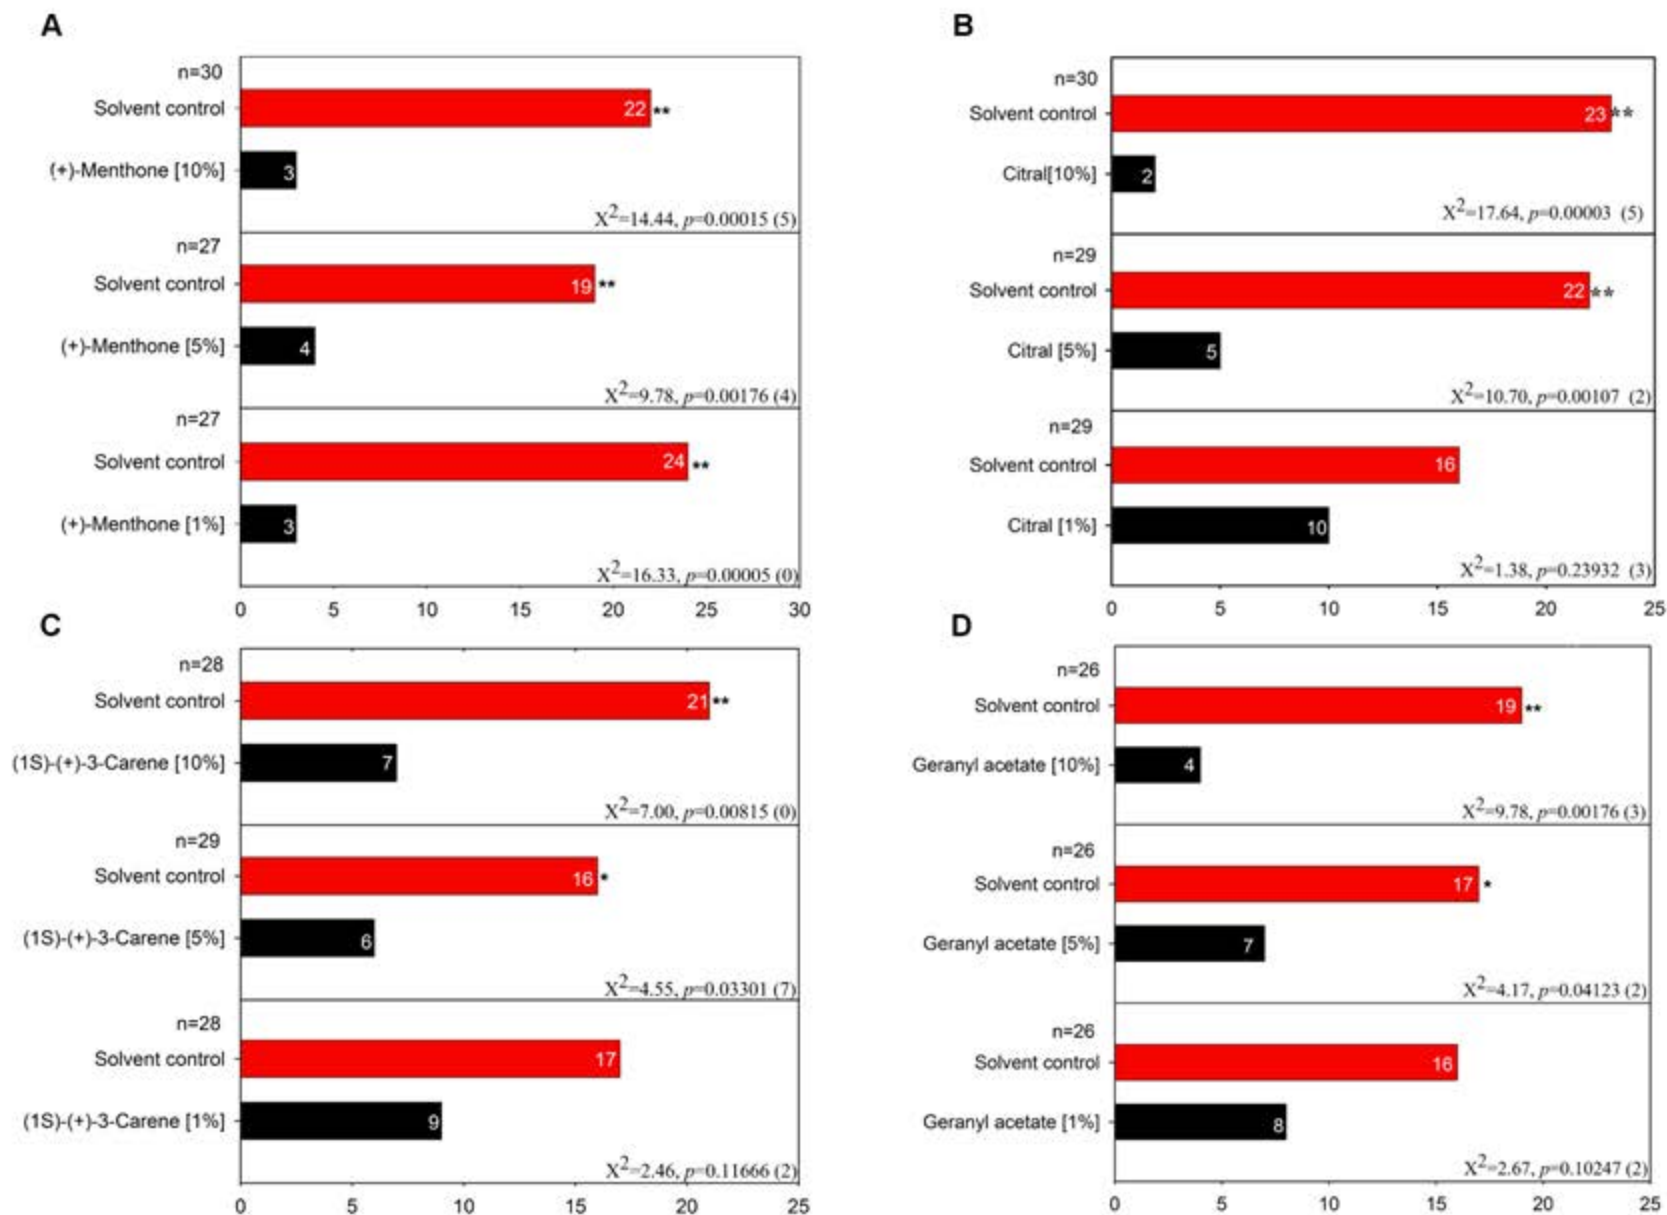 A
n=30
Solvent control
22 **
(+)-Menthone [10%]
3
X2=14.44, p=0.00015 (5)
n=27
Solvent control
19 **
(+)-Menthone [5%]
4
X2=9.78, p=0.00176 (4)
n=27
Solvent control
24 **
(+)-Menthone [1%]
3
X2=16.33, p=0.00005 (0)
0 5 10 15 20 25 30
B
n=30
Solvent control
23 **
Citral[10%]
2
X2=17.64, p=0.00003 (5)
n=29
Solvent control
22 **
Citral [5%]
5
X2=10.70, p=0.00107 (2)
n=29
Solvent control
16
Citral [1%]
10
X2=1.38, p=0.23932 (3)
0 5 10 15 20 25
C
n=28
Solvent control
21 **
(1S)-(+)-3-Carene [10%]
7
X2=7.00, p=0.00815 (0)
n=29
Solvent control
16 *
(1S)-(+)-3-Carene [5%]
6
X2=4.55, p=0.03301 (7)
n=28
Solvent control
17
(1S)-(+)-3-Carene [1%]
9
X2=2.46, p=0.11666 (2)
0 5 10 15 20 25
D
n=26
Solvent control
19 **
Geranyl acetate [10%]
4
X2=9.78, p=0.00176 (3)
n=26
Solvent control
17 *
Geranyl acetate [5%]
7
X2=4.17, p=0.04123 (2)
n=26
Solvent control
16
Geranyl acetate [1%]
8
X2=2.67, p=0.10247 (2)
0 5 10 15 20 25